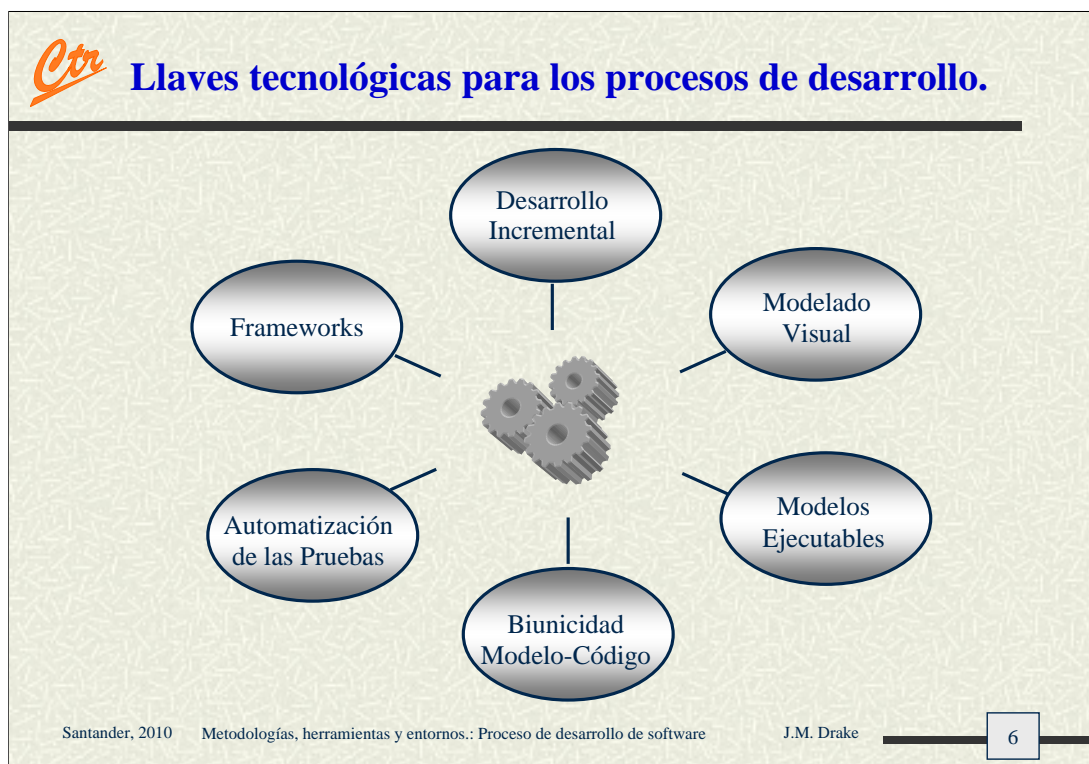 Ctr
Llaves tecnológicas para los procesos de desarrollo.
Desarrollo
Incremental
Modelado
Visual
Frameworks
Modelos
Ejecutables
Automatización
de las Pruebas
Biunicidad
Modelo-Código
Santander, 2010 Metodologías, herramientas y entornos.: Proceso de desarrollo de software J.M. Drake 6